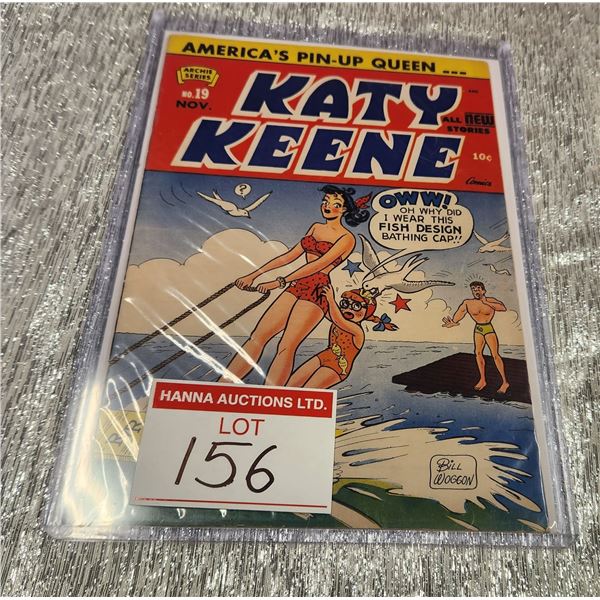 AMERICA'S PIN-UP QUEEN...
ARCHIE
SERIES
NO.19
NOV.
KATY
KEENE
ALL NEW
STORIES
10¢
Comics
?
OWW!
OH WHY DID
I WEAR THIS
FISH DESIGN
BATHING CAP!!
HANNA AUCTIONS LTD.
LOT
156
BILL
WOGGON